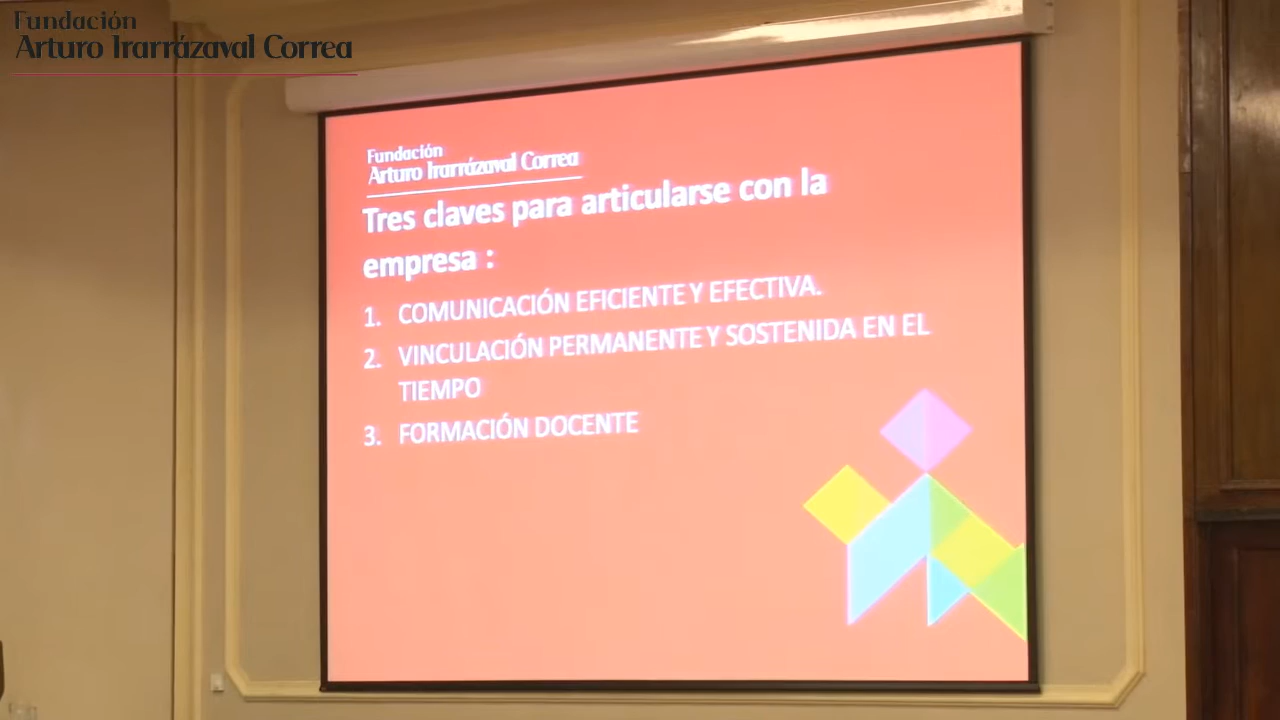 Fundación
Arturo Irarrázaval Correa
Fundación
Arturo Irarrázaval Correa
Tres claves para articularse con la
empresa :
1. COMUNICACIÓN EFICIENTE Y EFECTIVA.
2. VINCULACIÓN PERMANENTE Y SOSTENIDA EN EL
TIEMPO
3. FORMACIÓN DOCENTE